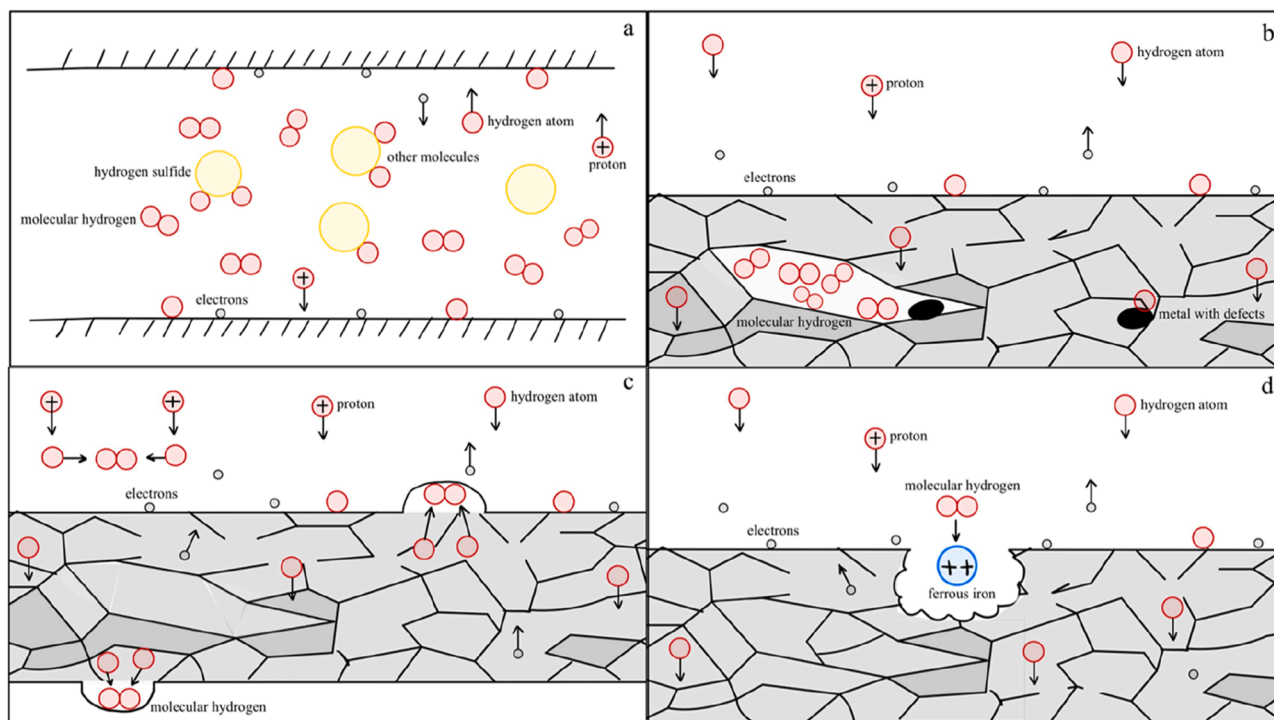 a
hydrogen atom
other molecules
proton
hydrogen sulfide
molecular hydrogen
electrons
b
hydrogen atom
proton
electrons
molecular hydrogen
metal with defects
c
hydrogen atom
proton
electrons
molecular hydrogen
d
hydrogen atom
proton
molecular hydrogen
electrons
ferrous iron